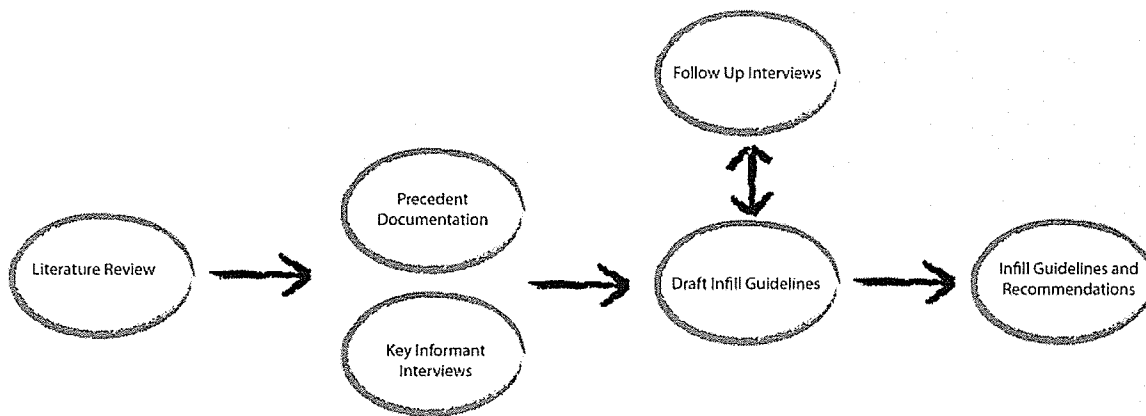 Follow Up Interviews
Precedent
Documentation
Literature Review
Draft Infill Guidelines
Infill Guidelines and
Recommendations
Key Informant
Interviews